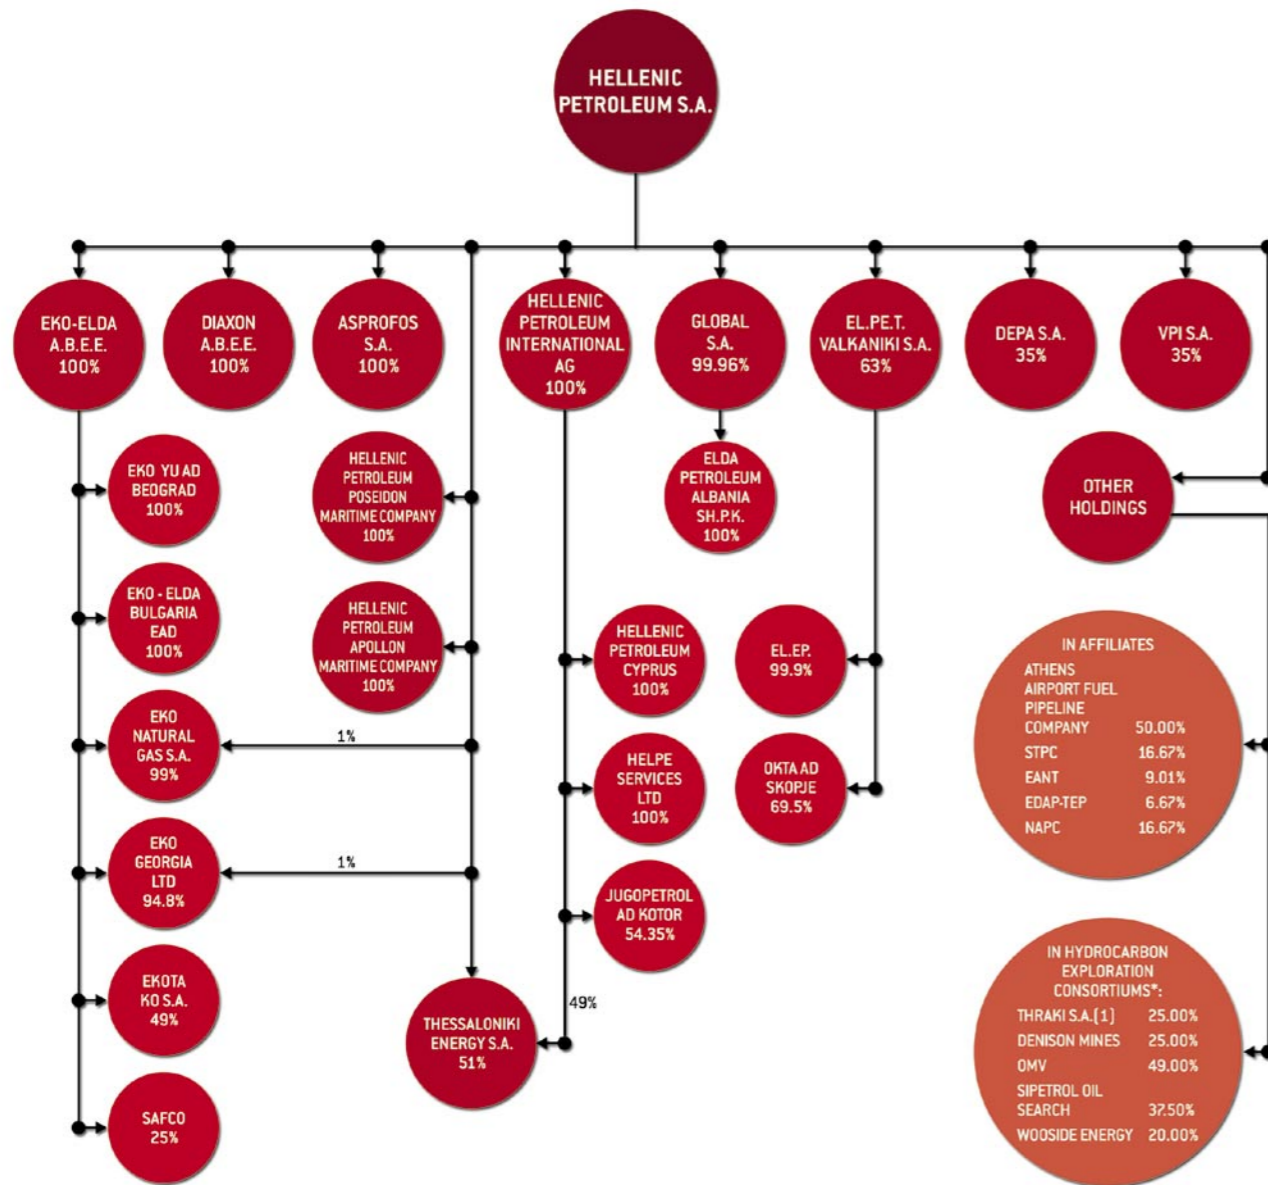 HELLENIC
PETROLEUM S.A.
EKO-ELDA
A.B.E.E.
100%
DIAXON
A.B.E.E.
100%
ASPROFOS
S.A.
100%
HELLENIC
PETROLEUM
INTERNATIONAL
AG
100%
GLOBAL
S.A.
99.96%
EL.PE.T.
VALKANIKI S.A.
63%
DEPA S.A.
35%
VPI S.A.
35%
EKO YU AD
BEOGRAD
100%
HELLENIC
PETROLEUM
POSEIDON
MARITIME COMPANY
100%
ELDA
PETROLEUM
ALBANIA
SH.P.K.
100%
OTHER
HOLDINGS
EKO - ELDA
BULGARIA
EAD
100%
HELLENIC
PETROLEUM
APOLLON
MARITIME COMPANY
100%
HELLENIC
PETROLEUM
CYPRUS
100%
EL.EP.
99.9%
EKO
NATURAL
GAS S.A.
99%
1%
HELPE
SERVICES
LTD
100%
OKTA AD
SKOPJE
69.5%
IN AFFILIATES
ATHENS
AIRPORT FUEL
PIPELINE
COMPANY 50.00%
STPC 16.67%
EANT 9.01%
EDAP-TEP 6.67%
NAPC 16.67%
EKO
GEORGIA
LTD
94.8%
1%
JUGOPETROL
AD KOTOR
54.35%
EKOTA
KO S.A.
49%
THESSALONIKI
ENERGY S.A.
51%
49%
IN HYDROCARBON
EXPLORATION
CONSORTIUMS*:
THRAKI S.A.(1) 25.00%
DENISON MINES 25.00%
OMV 49.00%
SIPETROL OIL
SEARCH 37.50%
WOOSIDE ENERGY 20.00%
SAFCO
25%